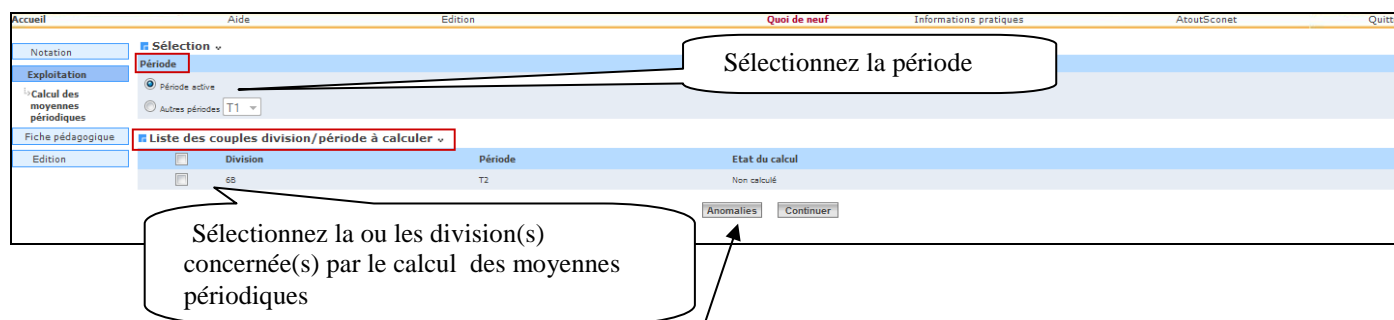 Accueil Aide Edition Quoi de neuf Informations pratiques AtoutSconet Quitt
Notation
Exploitation
Calcul des
moyennes
périodiques
Fiche pédagogique
Edition
Sélection
Période
Période active
Autres périodes T1
Sélectionnez la période
Liste des couples division/période à calculer
Division Période Etat du calcul
6B T2 Non calculé
Anomalies Continuer
Sélectionnez la ou les division(s)
concernée(s) par le calcul des moyennes
périodiques